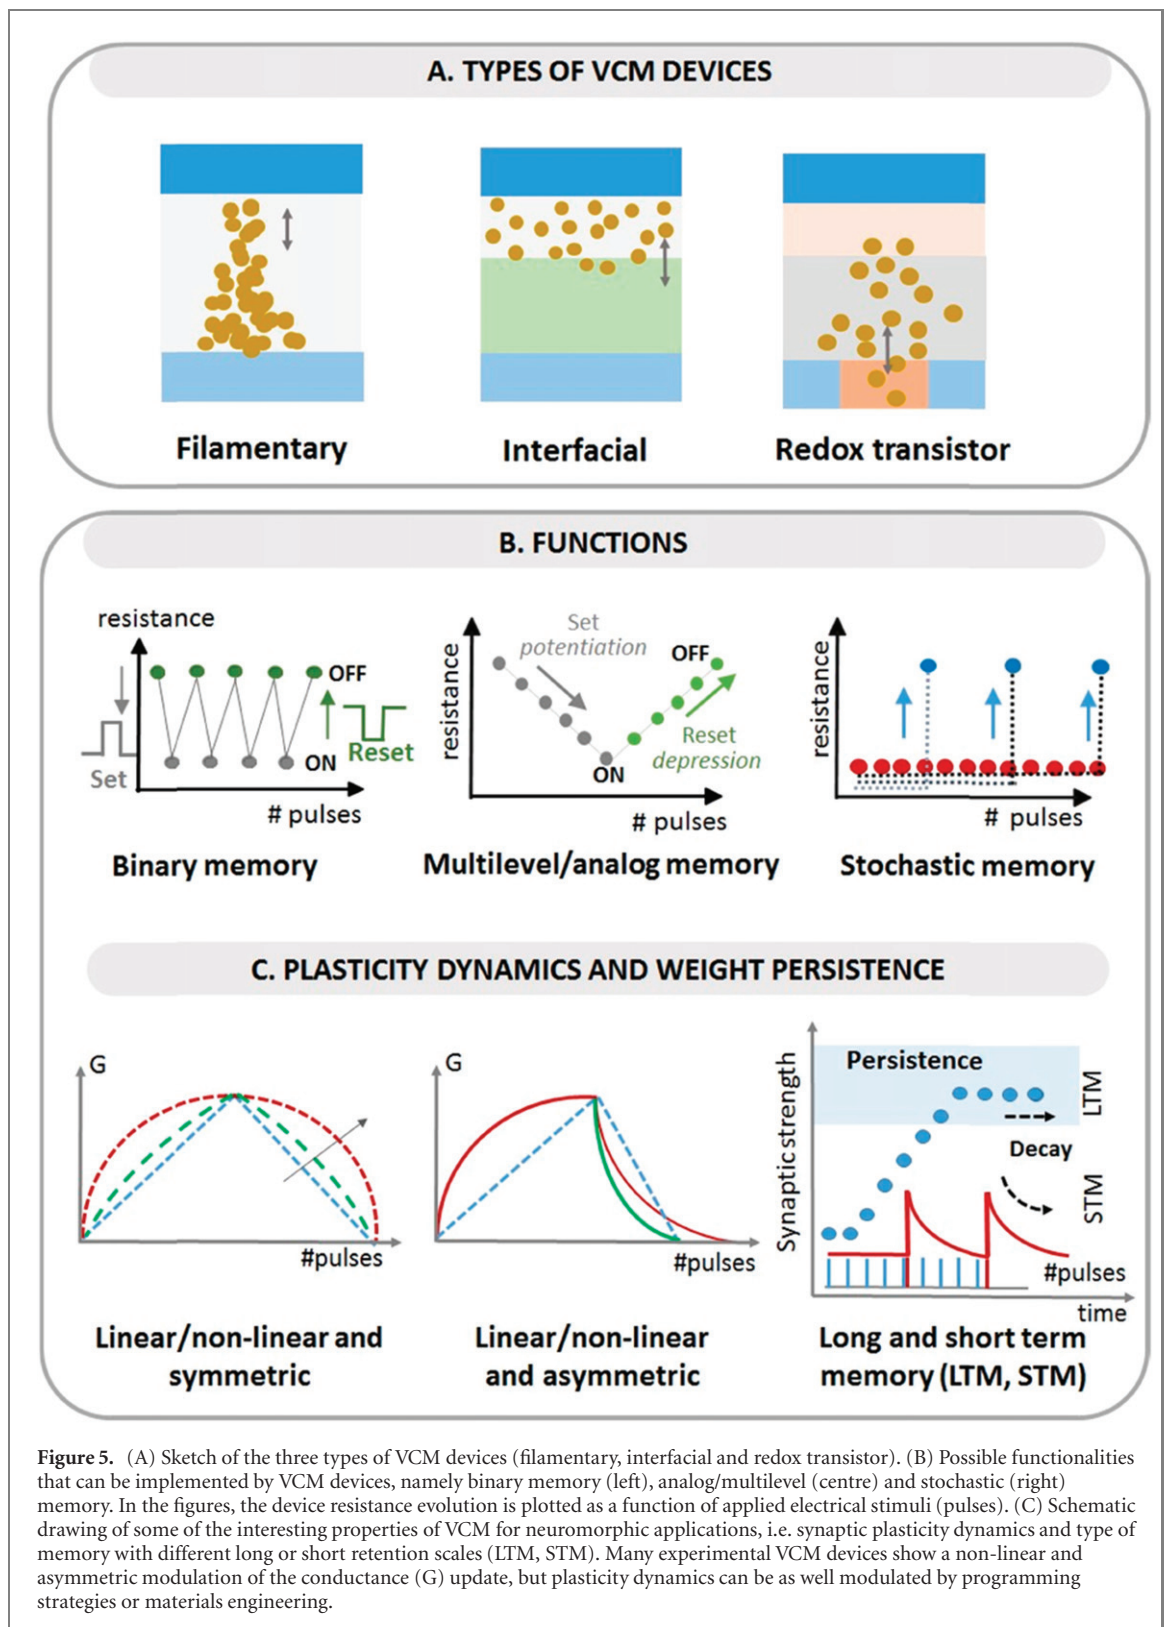 A. TYPES OF VCM DEVICES
Filamentary
Interfacial
Redox transistor
B. FUNCTIONS
resistance
OFF
ON
Set
Reset
# pulses
Binary memory
resistance
Set
potentiation
OFF
ON
Reset
depression
# pulses
Multilevel/analog memory
resistance
# pulses
Stochastic memory
C. PLASTICITY DYNAMICS AND WEIGHT PERSISTENCE
G
#pulses
Linear/non-linear and
symmetric
G
#pulses
Linear/non-linear
and asymmetric
Synaptic strength
Persistence
LTM
Decay
STM
#pulses
time
Long and short term
memory (LTM, STM)
Figure 5. (A) Sketch of the three types of VCM devices (filamentary, interfacial and redox transistor). (B) Possible functionalities
that can be implemented by VCM devices, namely binary memory (left), analog/multilevel (centre) and stochastic (right)
memory. In the figures, the device resistance evolution is plotted as a function of applied electrical stimuli (pulses). (C) Schematic
drawing of some of the interesting properties of VCM for neuromorphic applications, i.e. synaptic plasticity dynamics and type of
memory with different long or short retention scales (LTM, STM). Many experimental VCM devices show a non-linear and
asymmetric modulation of the conductance (G) update, but plasticity dynamics can be as well modulated by programming
strategies or materials engineering.